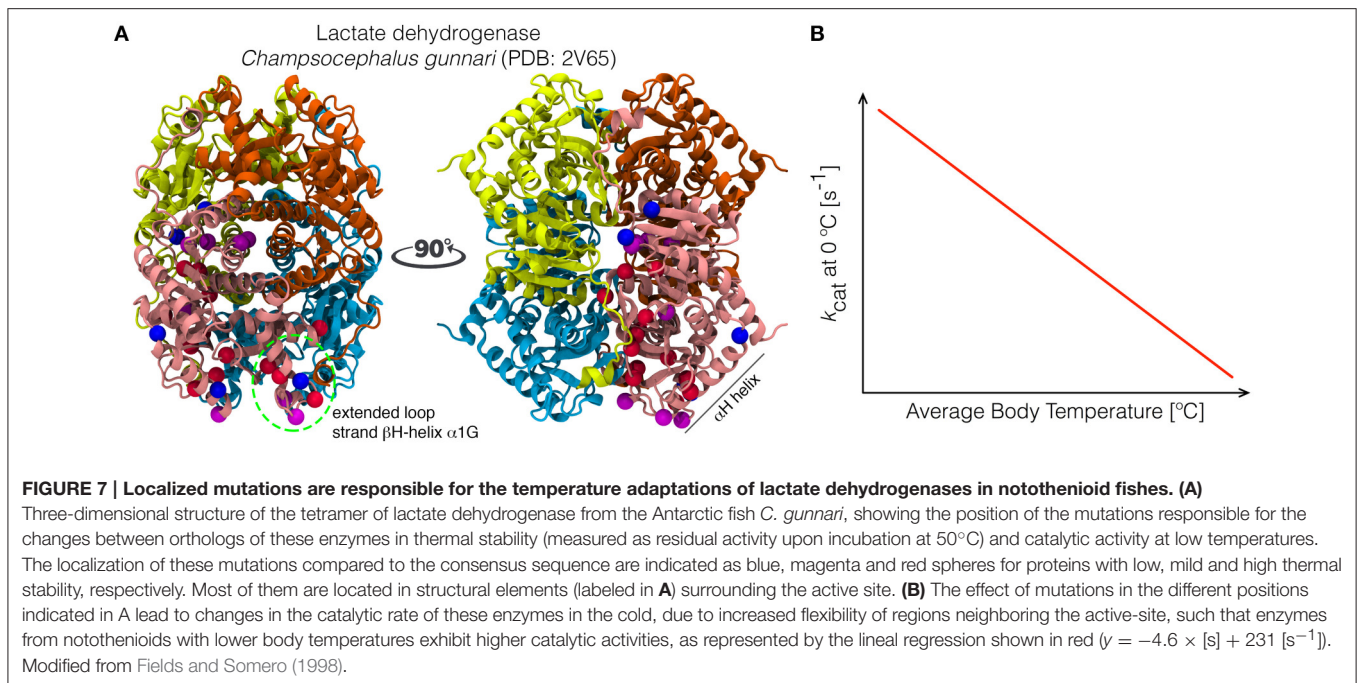 A
Lactate dehydrogenase
Champsocephalus gunnari (PDB: 2V65)
90°
extended loop
strand βH-helix α1G
αH helix
B
kcat at 0 °C [s-1]
Average Body Temperature [°C]
FIGURE 7 | Localized mutations are responsible for the temperature adaptations of lactate dehydrogenases in notothenioid fishes. (A)
Three-dimensional structure of the tetramer of lactate dehydrogenase from the Antarctic fish C. gunnari, showing the position of the mutations responsible for the
changes between orthologs of these enzymes in thermal stability (measured as residual activity upon incubation at 50°C) and catalytic activity at low temperatures.
The localization of these mutations compared to the consensus sequence are indicated as blue, magenta and red spheres for proteins with low, mild and high thermal
stability, respectively. Most of them are located in structural elements (labeled in A) surrounding the active site. (B) The effect of mutations in the different positions
indicated in A lead to changes in the catalytic rate of these enzymes in the cold, due to increased flexibility of regions neighboring the active-site, such that enzymes
from notothenioids with lower body temperatures exhibit higher catalytic activities, as represented by the lineal regression shown in red (y = −4.6 × [s] + 231 [s−1]).
Modified from Fields and Somero (1998).